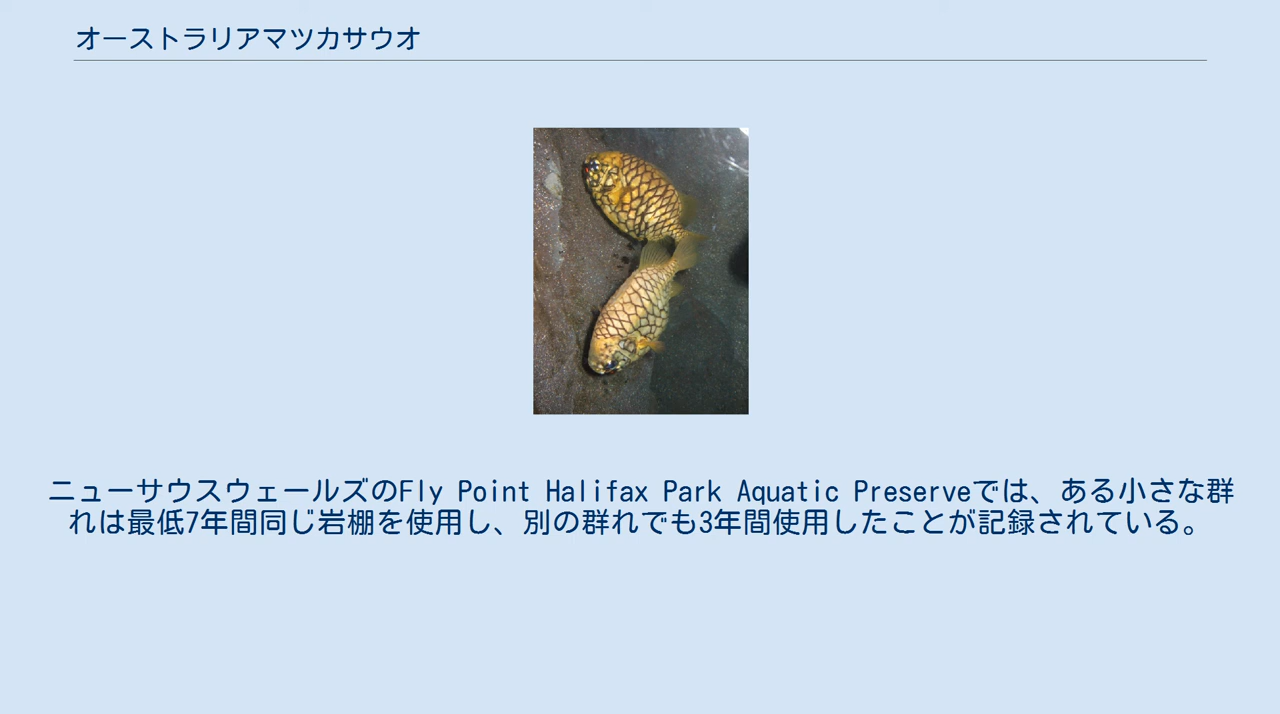 オーストラリアマツカサウオ
ニューサウスウェールズのFly Point Halifax Park Aquatic Preserveでは、ある小さな群
れは最低7年間同じ岩棚を使用し、別の群れでも3年間使用したことが記録されている。